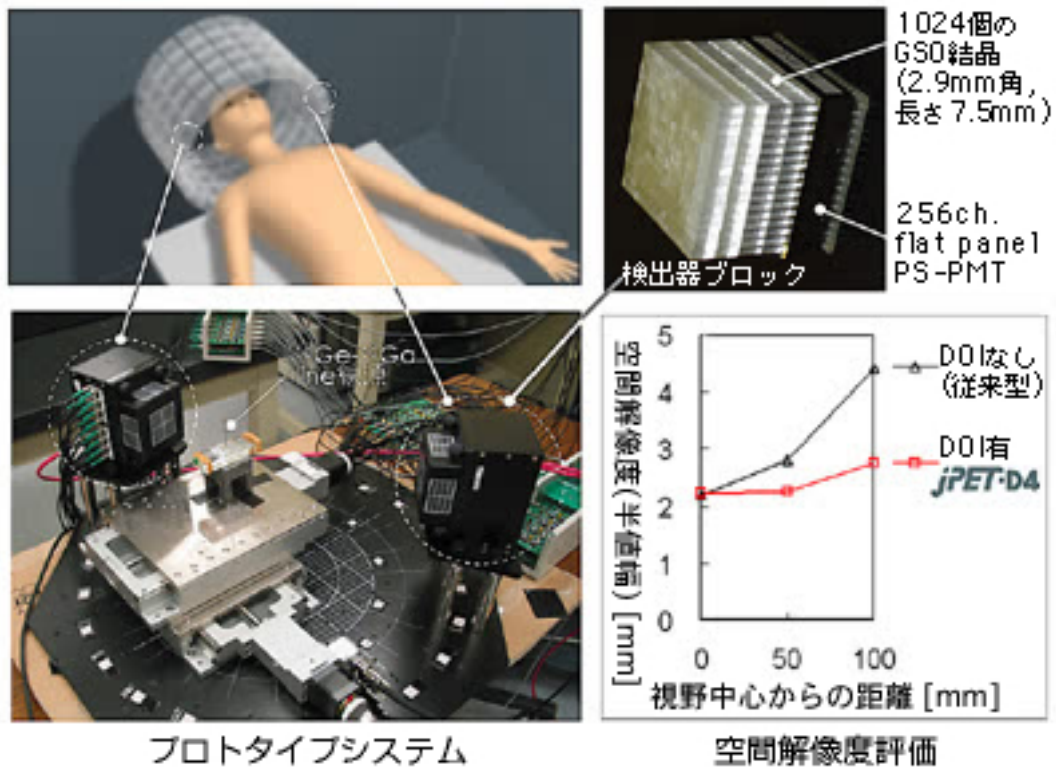 1024個の
GSO結晶
(2.9mm角,
長さ 7.5mm)
256ch.
flat panel
PS-PMT
検出器ブロック
Ge-  Ga
プロトタイプシステム
5
4
3
2
1
0
空間解像度(半値幅) [mm]
0 50 100
視野中心からの距離 [mm]
DOIなし
(従来型)
DOI有
jPET-D4
空間解像度評価